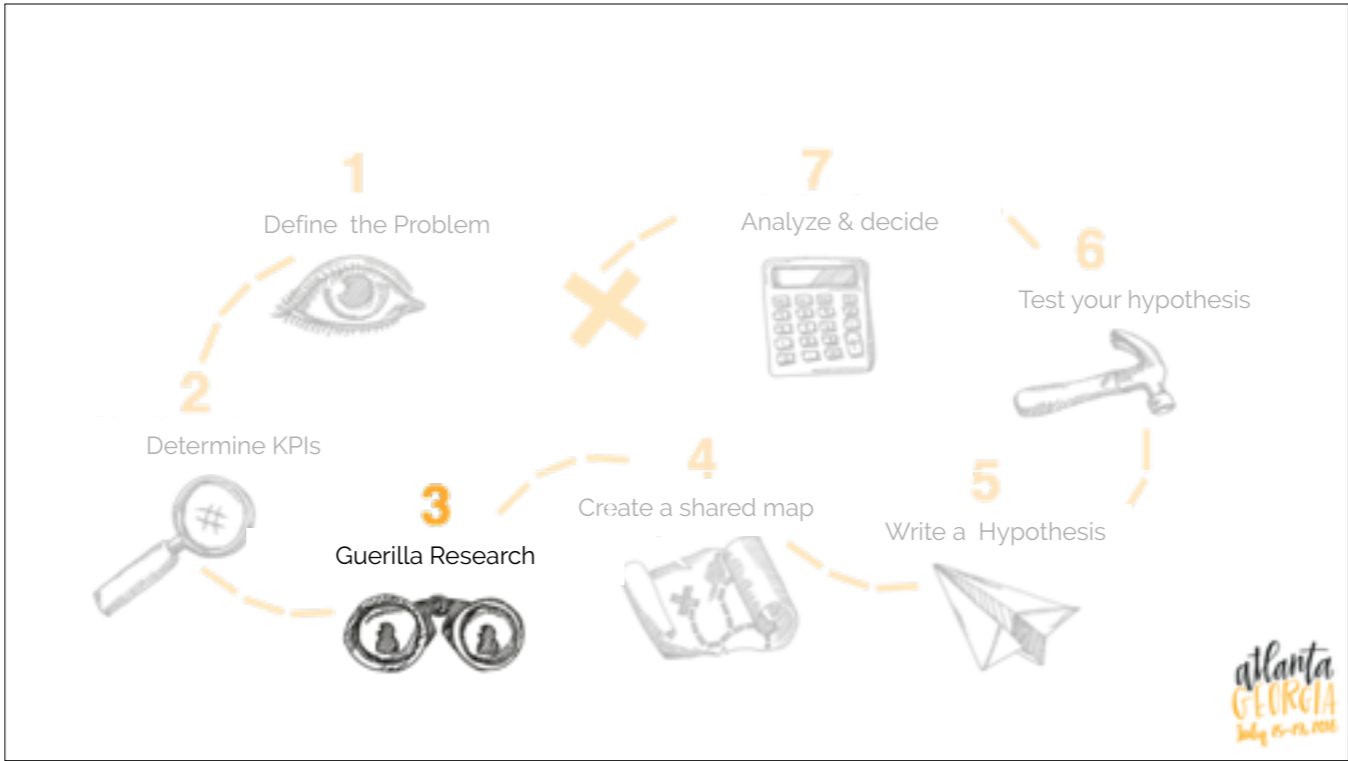 1
Define the Problem
2
Determine KPIs
#
3
Guerilla Research
4
Create a shared map
5
Write a Hypothesis
6
Test your hypothesis
7
Analyze & decide
atlanta
GEORGIA
July